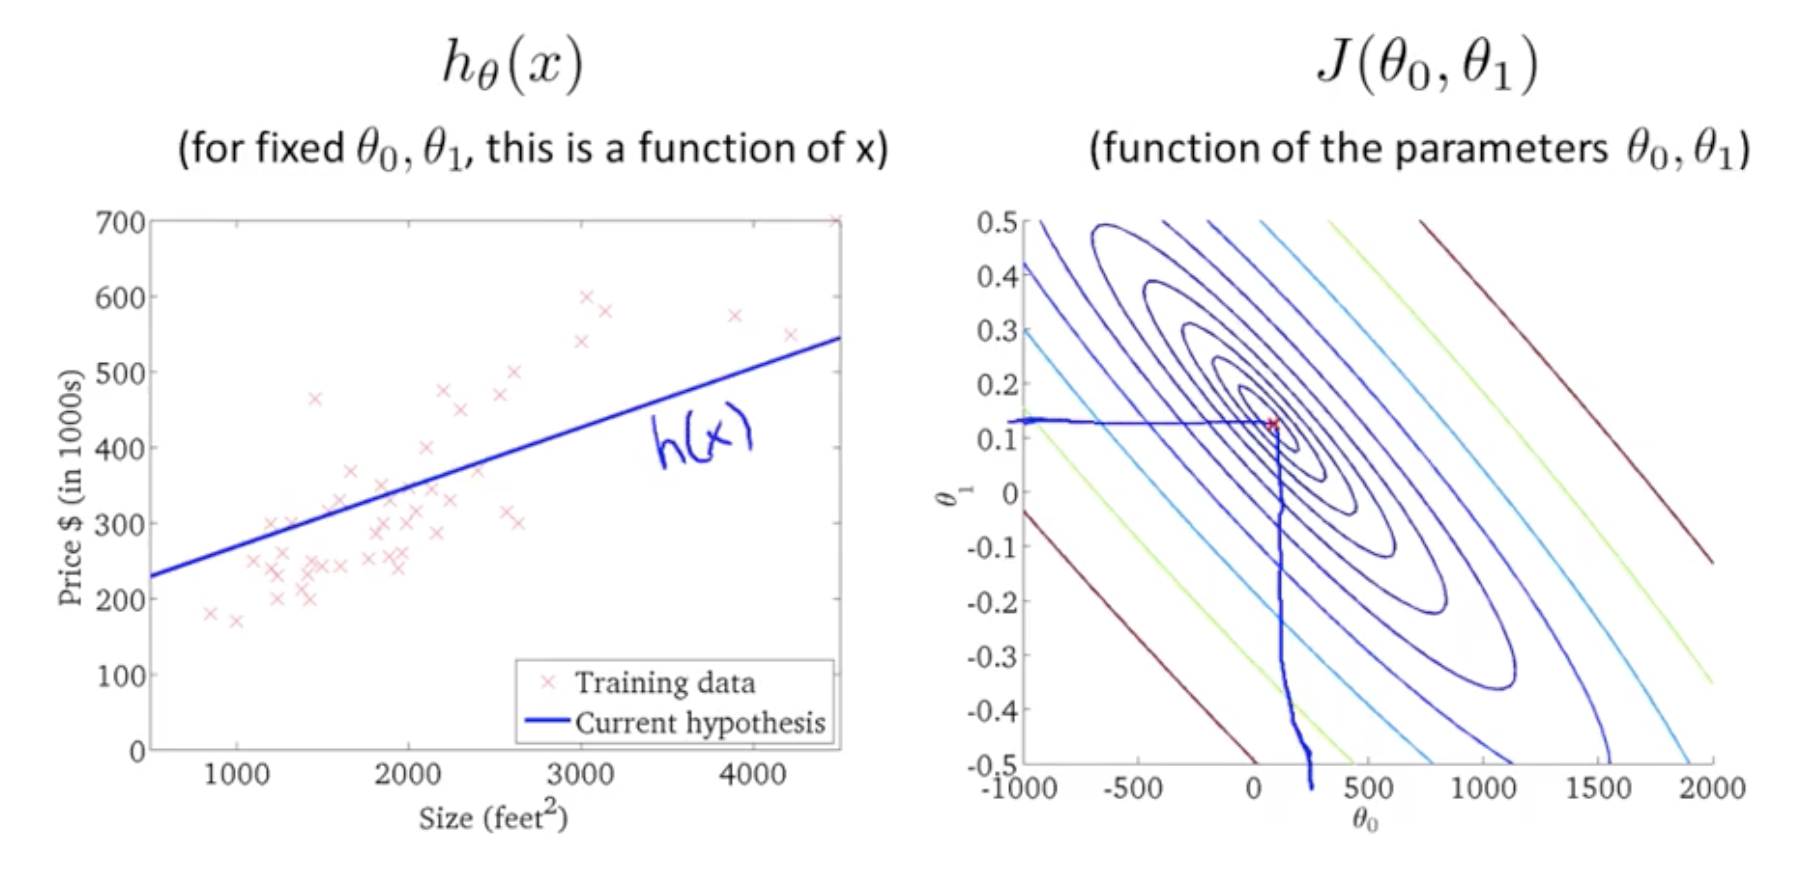 hθ(x)
(for fixed θ0, θ1, this is a function of x)
700
600
500
400
300
200
100
0
Price $ (in 1000s)
1000 2000 3000 4000
Size (feet²)
h(x)
Training data
Current hypothesis
J(θ0, θ1)
(function of the parameters θ0, θ1)
0.5
0.4
0.3
0.2
0.1
0
-0.1
-0.2
-0.3
-0.4
-0.5
θ1
-1000 -500 0 500 1000 1500 2000
θ0